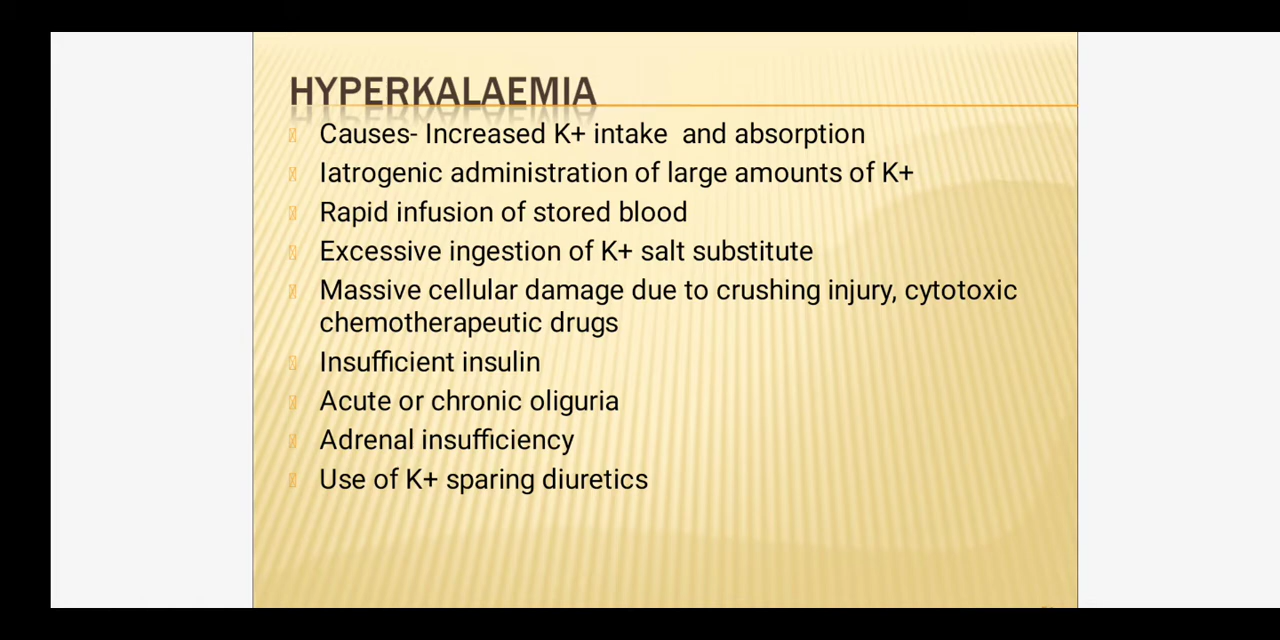 HYPERKALAEMIA
Causes- Increased K+ intake  and absorption
Iatrogenic administration of large amounts of K+
Rapid infusion of stored blood
Excessive ingestion of K+ salt substitute
Massive cellular damage due to crushing injury, cytotoxic
chemotherapeutic drugs
Insufficient insulin
Acute or chronic oliguria
Adrenal insufficiency
Use of K+ sparing diuretics